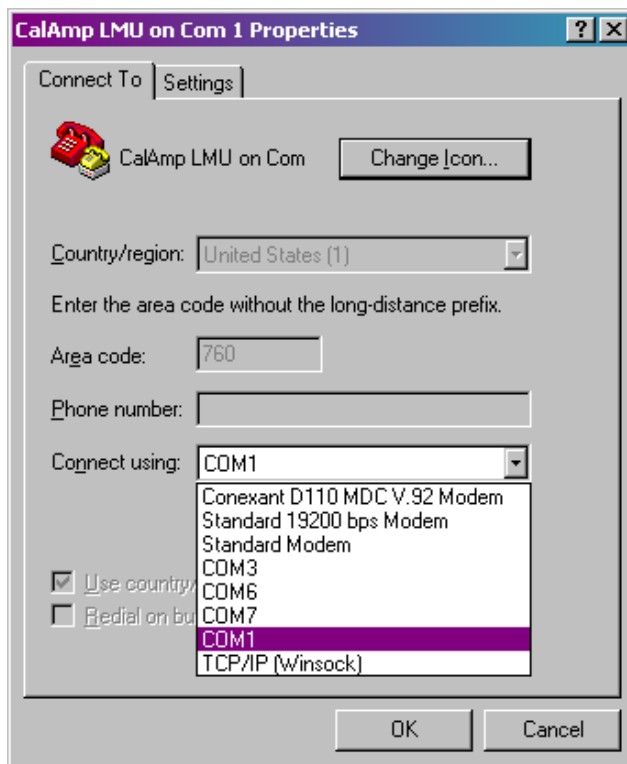 CalAmp LMU on Com 1 Properties
Connect To Settings
CalAmp LMU on Com Change Icon...
Country/region: United States (1)
Enter the area code without the long-distance prefix.
Area code: 760
Phone number:
Connect using: COM1
Conexant D110 MDC V.92 Modem
Standard 19200 bps Modem
Standard Modem
COM3
Use country/
COM6
Redial on bu
COM7
COM1
TCP/IP (Winsock)
OK Cancel